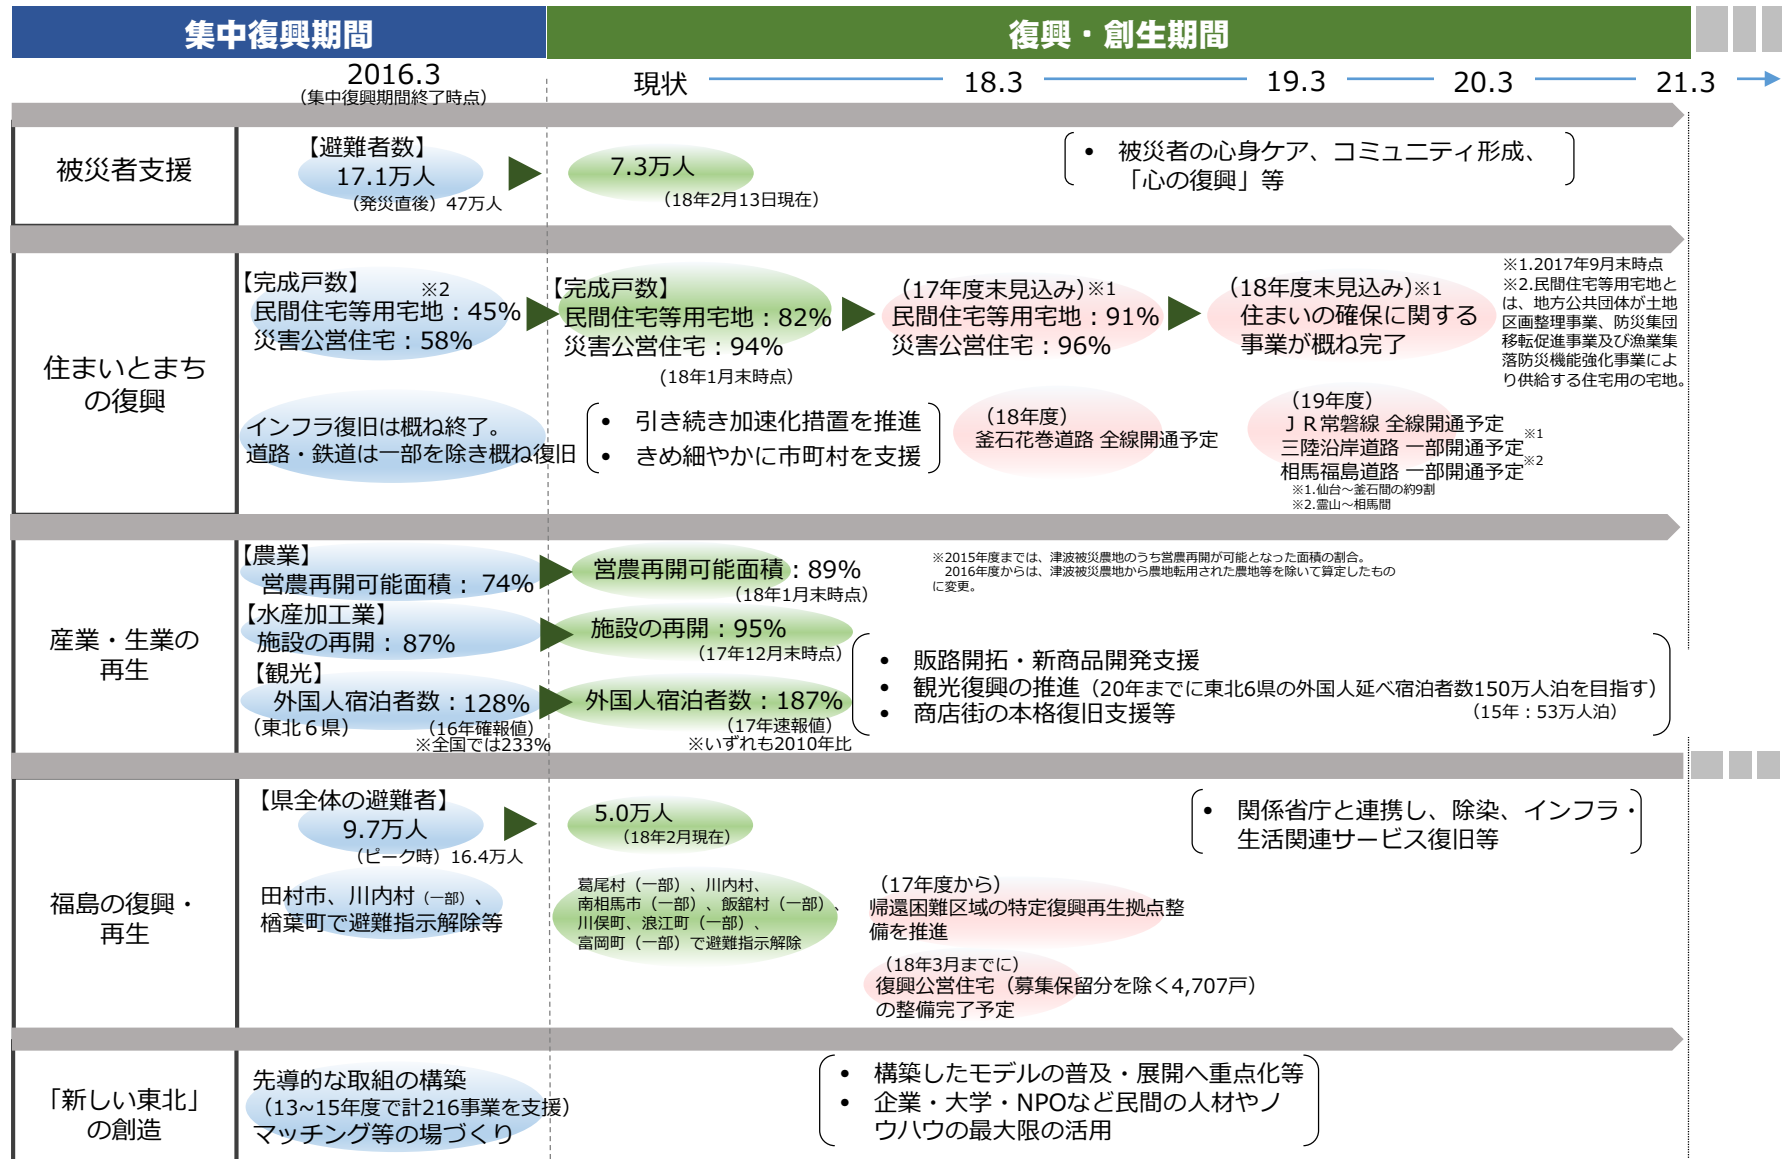 集中復興期間
復興・創生期間
2016.3
(集中復興期間終了時点)
現状
18.3
19.3
20.3
21.3
被災者支援
【避難者数】
17.1万人
(発災直後) 47万人
7.3万人
(18年2月13日現在)
• 被災者の心身ケア、コミュニティ形成、
「心の復興」等
住まいとまち
の復興
【完成戸数】
※2
民間住宅等用宅地：45%
災害公営住宅：58%
【完成戸数】
民間住宅等用宅地：82%
災害公営住宅：94%
(18年1月末時点)
(17年度末見込み)※1
民間住宅等用宅地：91%
災害公営住宅：96%
(18年度末見込み)※1
住まいの確保に関する
事業が概ね完了
※1.2017年9月末時点
※2.民間住宅等用宅地と
は、地方公共団体が土地
区画整理事業、防災集団
移転促進事業及び漁業集
落防災機能強化事業によ
り供給する住宅用の宅地。
インフラ復旧は概ね終了。
道路・鉄道は一部を除き概ね復旧
• 引き続き加速化措置を推進
• きめ細やかに市町村を支援
(18年度)
釜石花巻道路 全線開通予定
(19年度)
ＪＲ常磐線 全線開通予定
三陸沿岸道路 一部開通予定※1
相馬福島道路 一部開通予定※2
※1.仙台～釜石間の約9割
※2.霊山～相馬間
産業・生業の
再生
【農業】
営農再開可能面積：74%
営農再開可能面積：89%
(18年1月末時点)
※2015年度までは、津波被災農地のうち営農再開が可能となった面積の割合。
2016年度からは、津波被災農地から農地転用された農地等を除いて算定したもの
に変更。
【水産加工業】
施設の再開：87%
施設の再開：95%
(17年12月末時点)
【観光】
外国人宿泊者数：128%
(東北６県)
(16年確報値)
※全国では233%
外国人宿泊者数：187%
(17年速報値)
※いずれも2010年比
• 販路開拓・新商品開発支援
• 観光復興の推進（20年までに東北6県の外国人延べ宿泊者数150万人泊を目指す）
• 商店街の本格復旧支援等
(15年：53万人泊)
福島の復興・
再生
【県全体の避難者】
9.7万人
(ピーク時) 16.4万人
5.0万人
(18年2月現在)
• 関係省庁と連携し、除染、インフラ・
生活関連サービス復旧等
田村市、川内村（一部）、
楢葉町で避難指示解除等
葛尾村（一部）、川内村、
南相馬市（一部）、飯舘村（一部）、
川俣町、浪江町（一部）、
富岡町（一部）で避難指示解除
(17年度から)
帰還困難区域の特定復興再生拠点整
備を推進
(18年3月までに)
復興公営住宅（募集保留分を除く4,707戸）
の整備完了予定
「新しい東北」
の創造
先導的な取組の構築
(13~15年度で計216事業を支援)
マッチング等の場づくり
• 構築したモデルの普及・展開へ重点化等
• 企業・大学・NPOなど民間の人材やノ
ウハウの最大限の活用